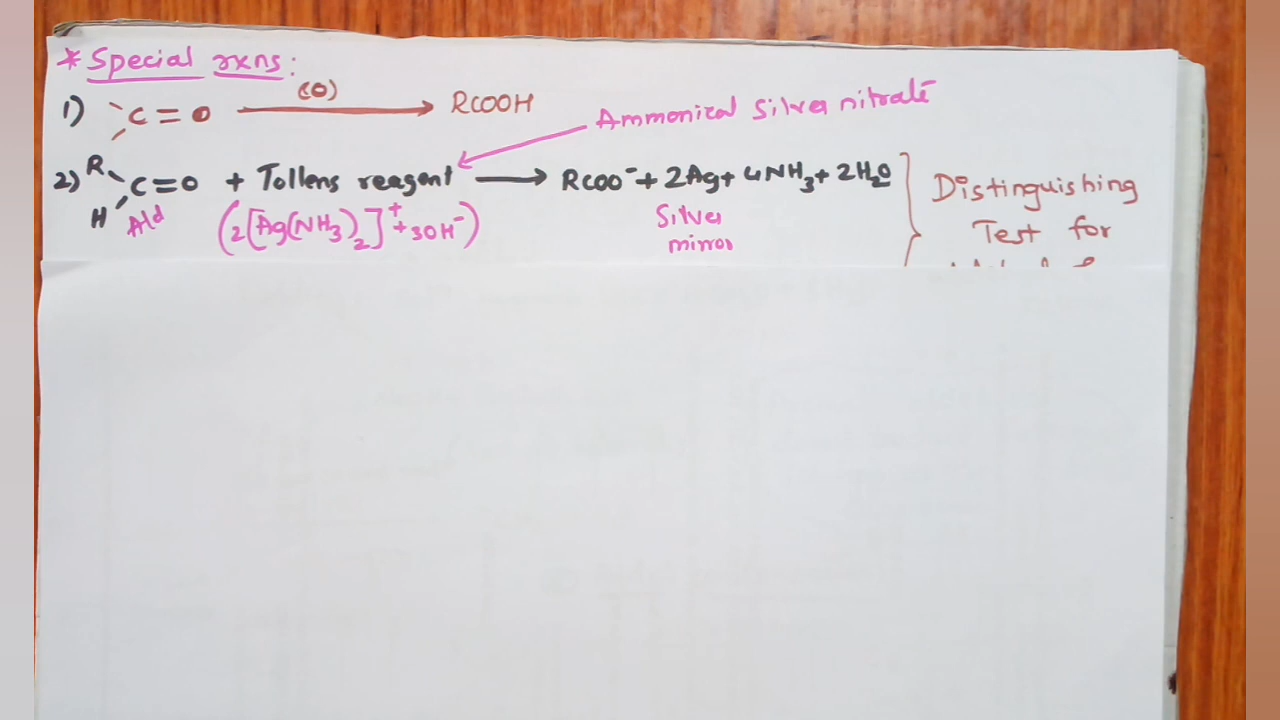 * Special rxns:
1) C = O (O) → RCOOH
Ammonical Silver nitrate
2) R H C=O + Tollens reagent → RCOO⁻ + 2Ag + 4NH₃ + 2H₂O
Ald (2[Ag(NH₃)₂]⁺ + 3OH⁻) Silver
mirror
Distinguishing
Test for